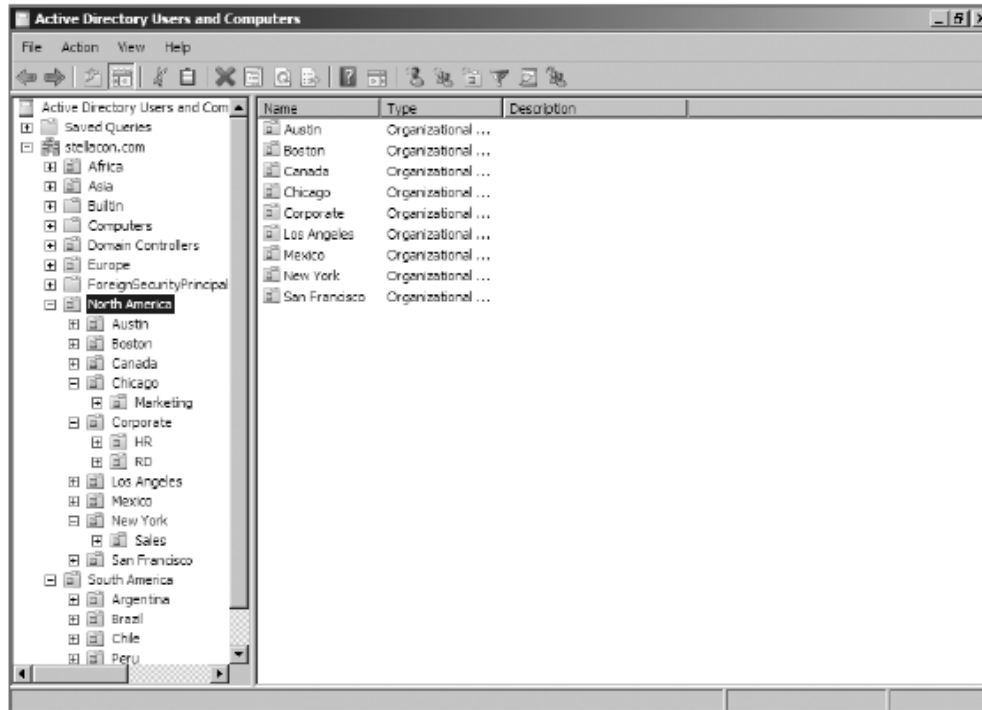 Active Directory Users and Computers
File Action View Help
Active Directory Users and Com
Saved Queries
stellacon.com
Africa
Asia
Builtin
Computers
Domain Controllers
Europe
ForeignSecurityPrincipal
North America
Austin
Boston
Canada
Chicago
Marketing
Corporate
HR
RD
Los Angeles
Mexico
New York
Sales
San Francisco
South America
Argentina
Brazil
Chile
Peru
Name Type Description
Austin Organizational ...
Boston Organizational ...
Canada Organizational ...
Chicago Organizational ...
Corporate Organizational ...
Los Angeles Organizational ...
Mexico Organizational ...
New York Organizational ...
San Francisco Organizational ...